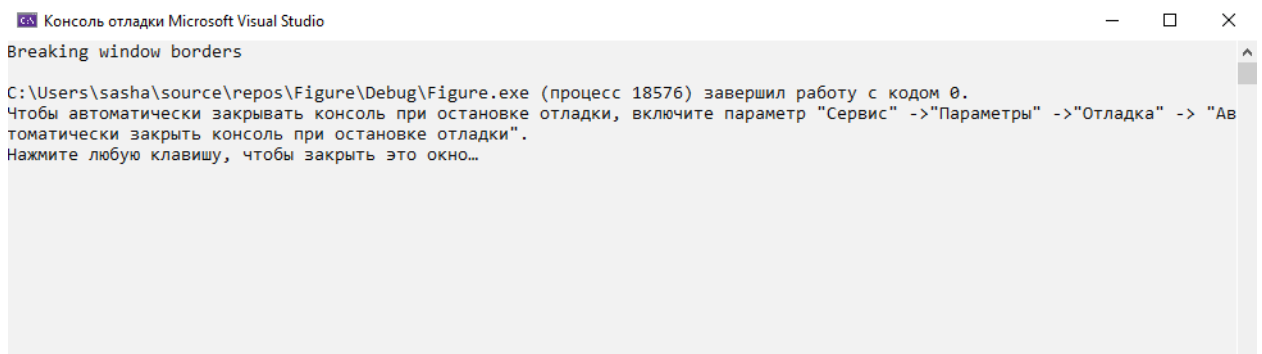 Консоль отладки Microsoft Visual Studio
Breaking window borders
C:\Users\sasha\source\repos\Figure\Debug\Figure.exe (процесс 18576) завершил работу с кодом 0.
Чтобы автоматически закрывать консоль при остановке отладки, включите параметр "Сервис" ->"Параметры" ->"Отладка" -> "Ав
томатически закрыть консоль при остановке отладки".
Нажмите любую клавишу, чтобы закрыть это окно…